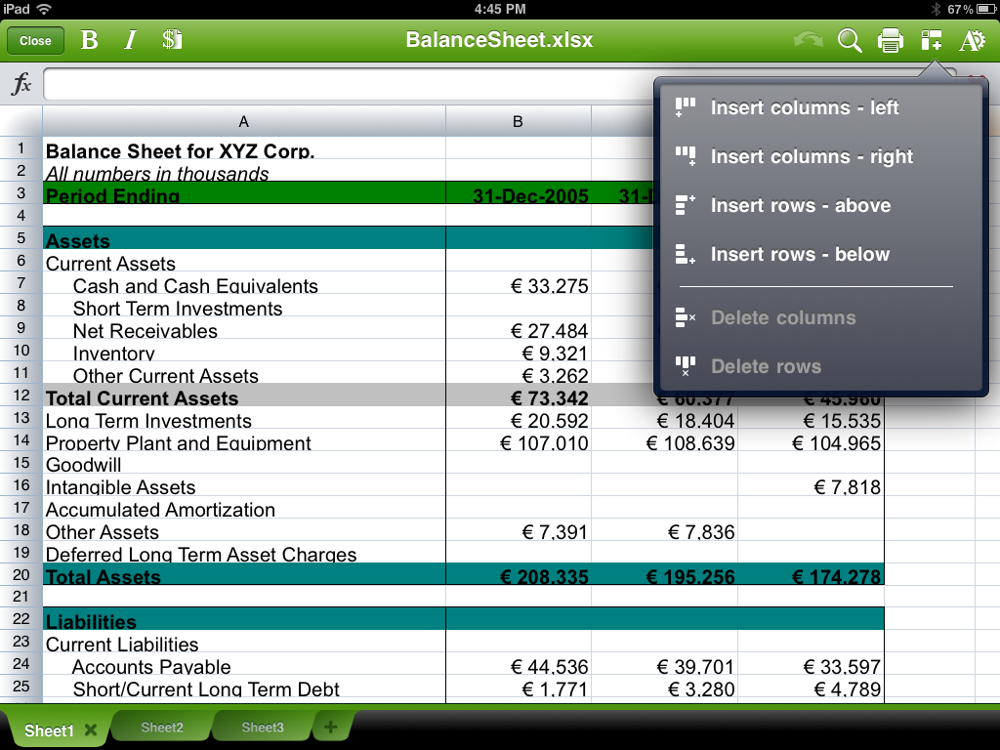 iPad 4:45 PM 67%
Close B I $ BalanceSheet.xlsx A
fx
A B
Insert columns - left
Insert columns - right
Insert rows - above
Insert rows - below
Delete columns
Delete rows
1 Balance Sheet for XYZ Corp.
2 All numbers in thousands
3 Period Ending 31-Dec-2005
4
5 Assets
6 Current Assets
7 Cash and Cash Equivalents € 33.275
8 Short Term Investments
9 Net Receivables € 27,484
10 Inventory € 9.321
11 Other Current Assets € 3.262
12 Total Current Assets € 73.342 € 60.377 € 45.960
13 Long Term Investments € 20.592 € 18.404 € 15.535
14 Property Plant and Equipment € 107.010 € 108.639 € 104.965
15 Goodwill
16 Intangible Assets € 7,818
17 Accumulated Amortization
18 Other Assets € 7,391 € 7,836
19 Deferred Long Term Asset Charges
20 Total Assets € 208.335 € 195.256 € 174.278
21
22 Liabilities
23 Current Liabilities
24 Accounts Payable € 44,536 € 39,701 € 33,597
25 Short/Current Long Term Debt € 1,771 € 3,280 € 4,789
Sheet1 Sheet2 Sheet3 +